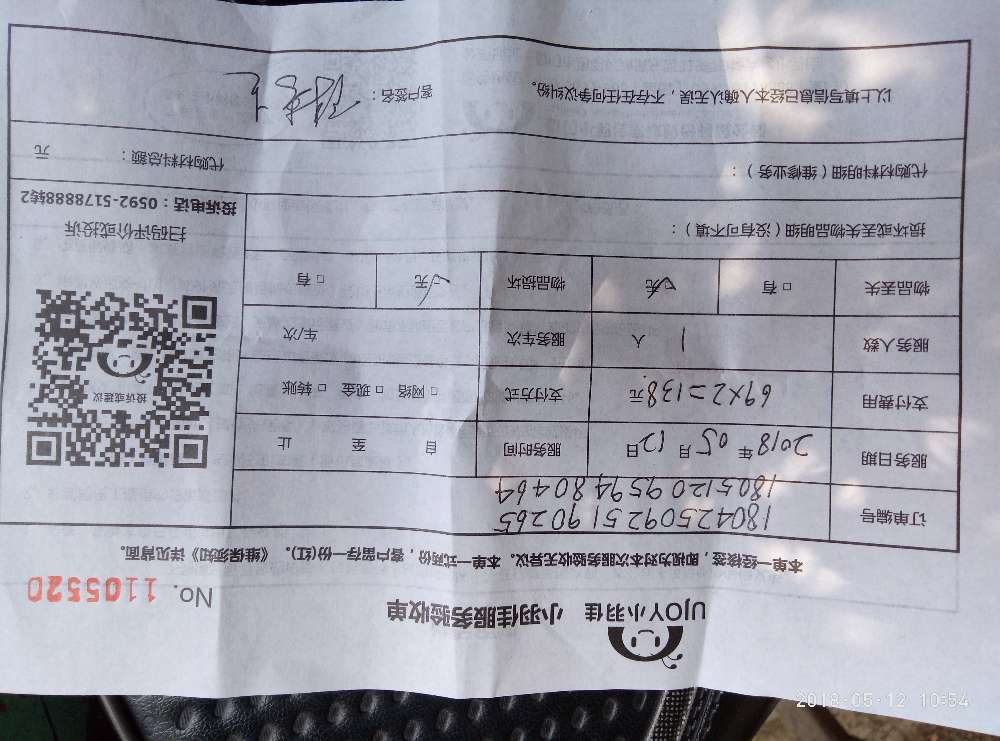 UJOY小羽佳 小羽佳服务验收单
No. 1105520
本单一经接签，即视为对本次服务验收无异议。本单一式两份，客户留存一份(红)。《维保须知》详见背面。
订单编号 180425092519 0265
180512095948 0464
服务日期 2018年05月12日 服务时间 自 至 止
支付费用 69×2=138元 支付方式 □ 网络 □ 现金 □ 转账
服务人数 1 人 服务车次 车/次
物品丢失 □ 有 ☑无 物品损坏 ☑无 □ 有
投诉或建议
扫码评价或投诉
投诉电话：0592-5178888转2
损坏或丢失物品明细（没有可不填）：
代购材料明细（维修业务）：
代购材料总额： 元
以上填写信息已经本人确认无误，不存在任何争议纠纷。 客户签名：
2018-05-12 10:54